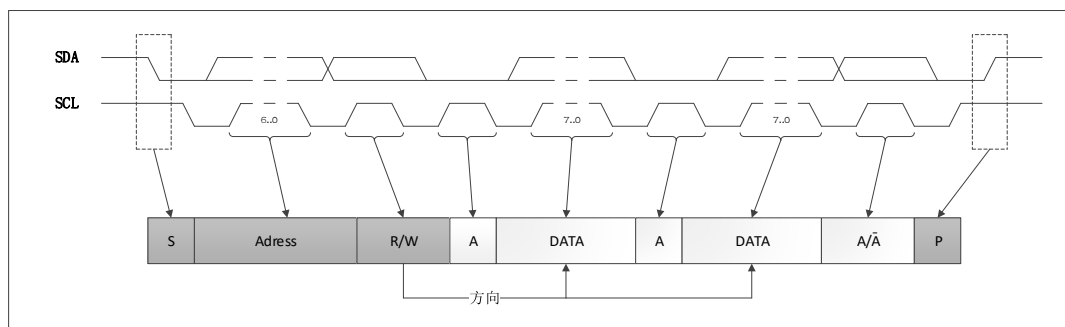 SDA
SCL
6..0
7..0
7..0
S Adress R/W A DATA A DATA A/Ā P
方向